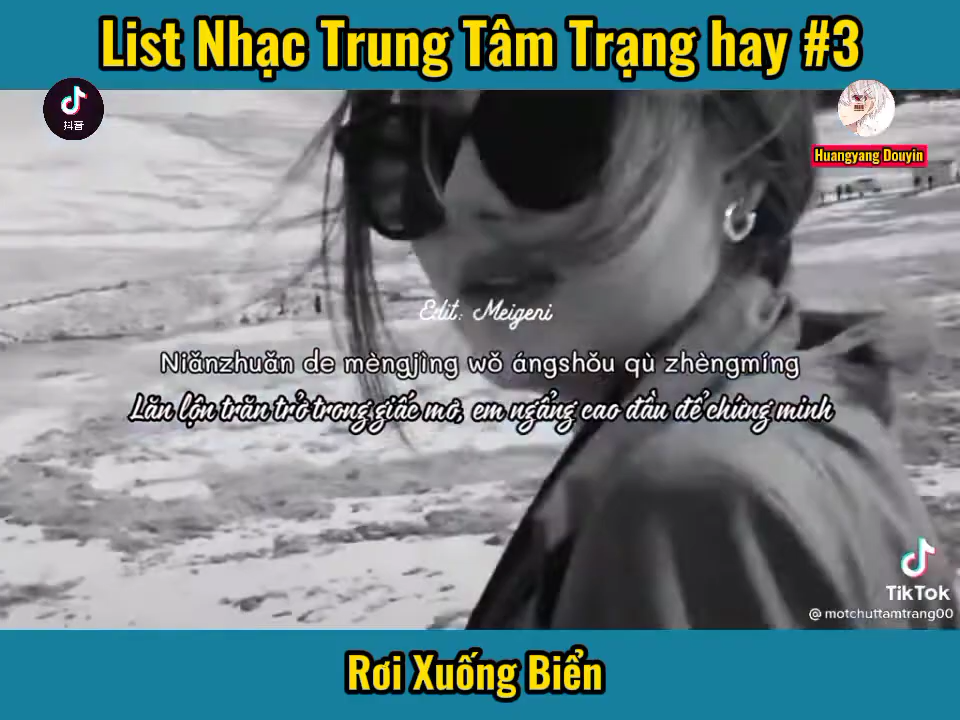 List Nhạc Trung Tâm Trạng hay #3
抖音
Huangyang Douyin
Edit: Meigeni
Niǎnzhuǎn de mèngjìng wǒ ángshǒu qù zhèngmíng
Lăn lộn trăn trở trong giấc mơ, em ngẩng cao đầu để chứng minh
TikTok
@motchuttamtrang00
Rơi Xuống Biển